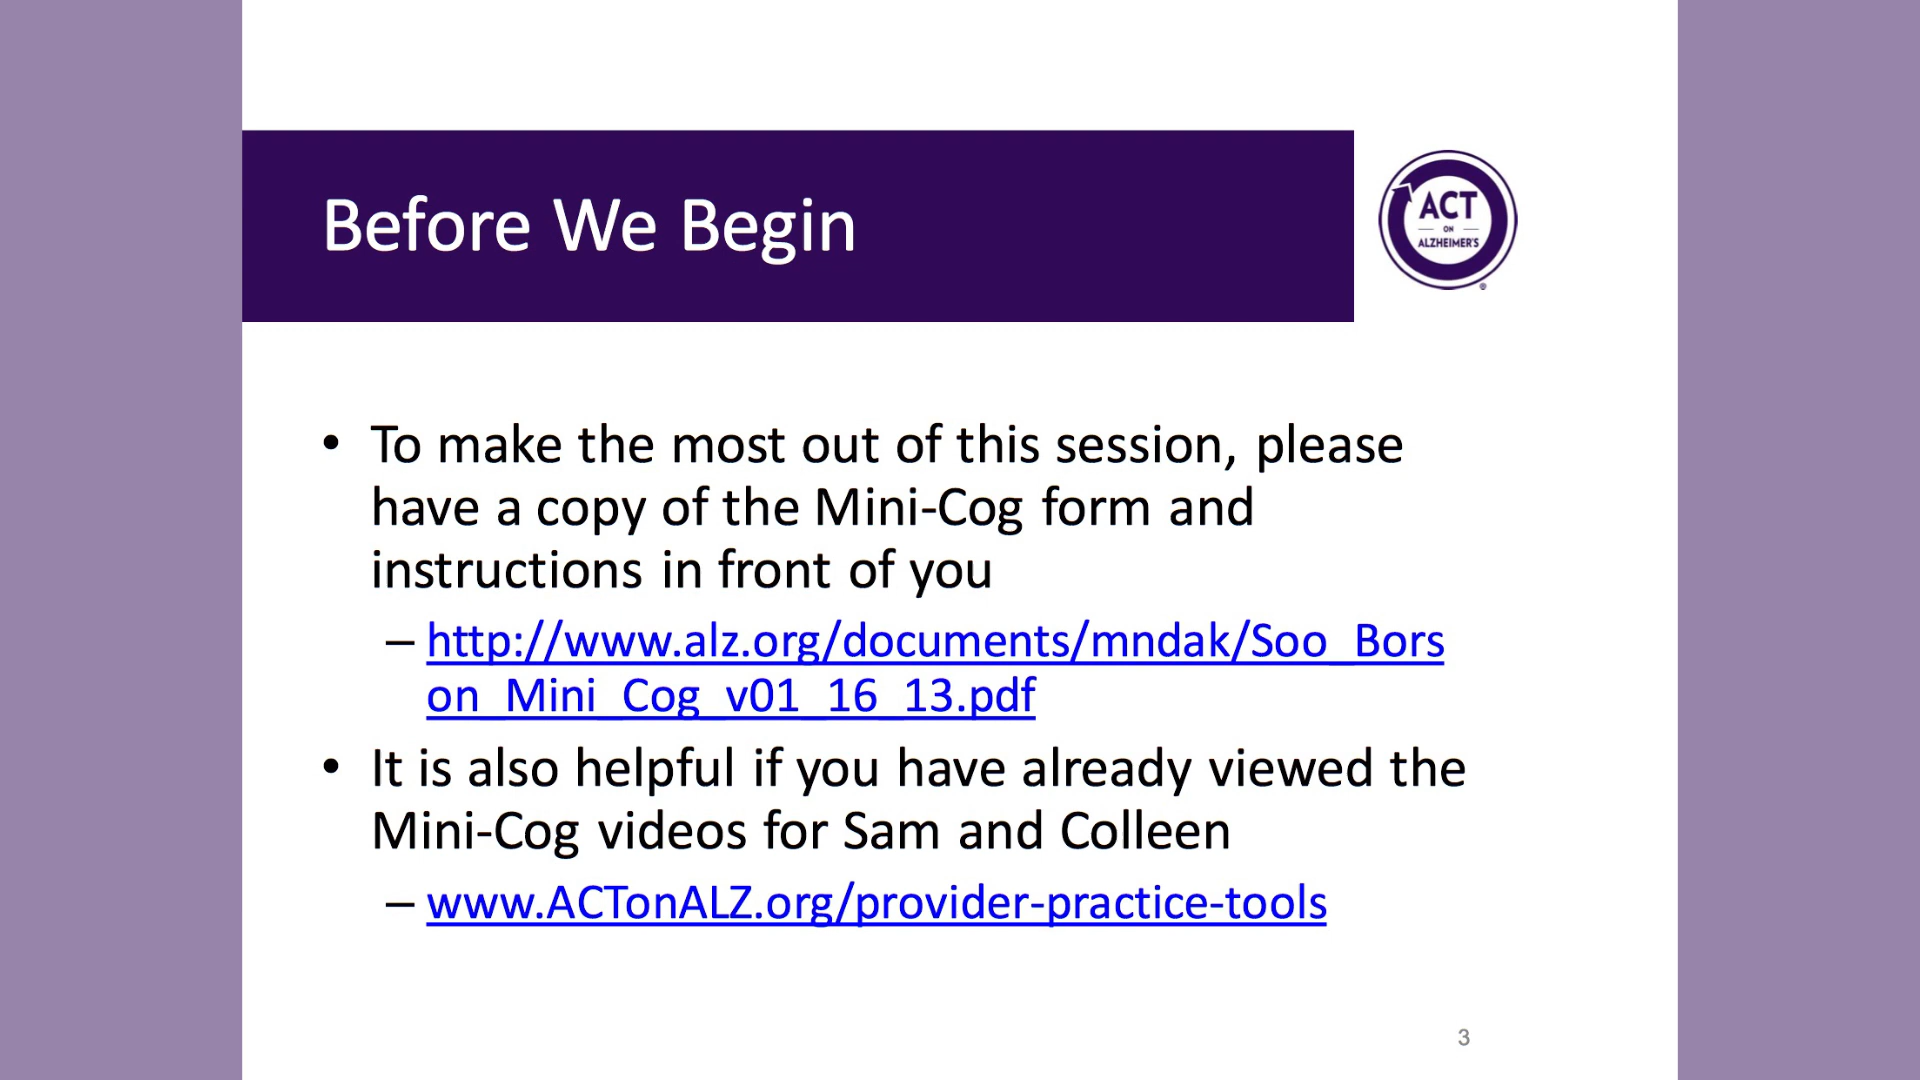 Before We Begin
ACT
ON
ALZHEIMER'S
®
• To make the most out of this session, please
have a copy of the Mini-Cog form and
instructions in front of you
– http://www.alz.org/documents/mndak/Soo_Bors
on_Mini_Cog_v01_16_13.pdf
• It is also helpful if you have already viewed the
Mini-Cog videos for Sam and Colleen
– www.ACTonALZ.org/provider-practice-tools
3